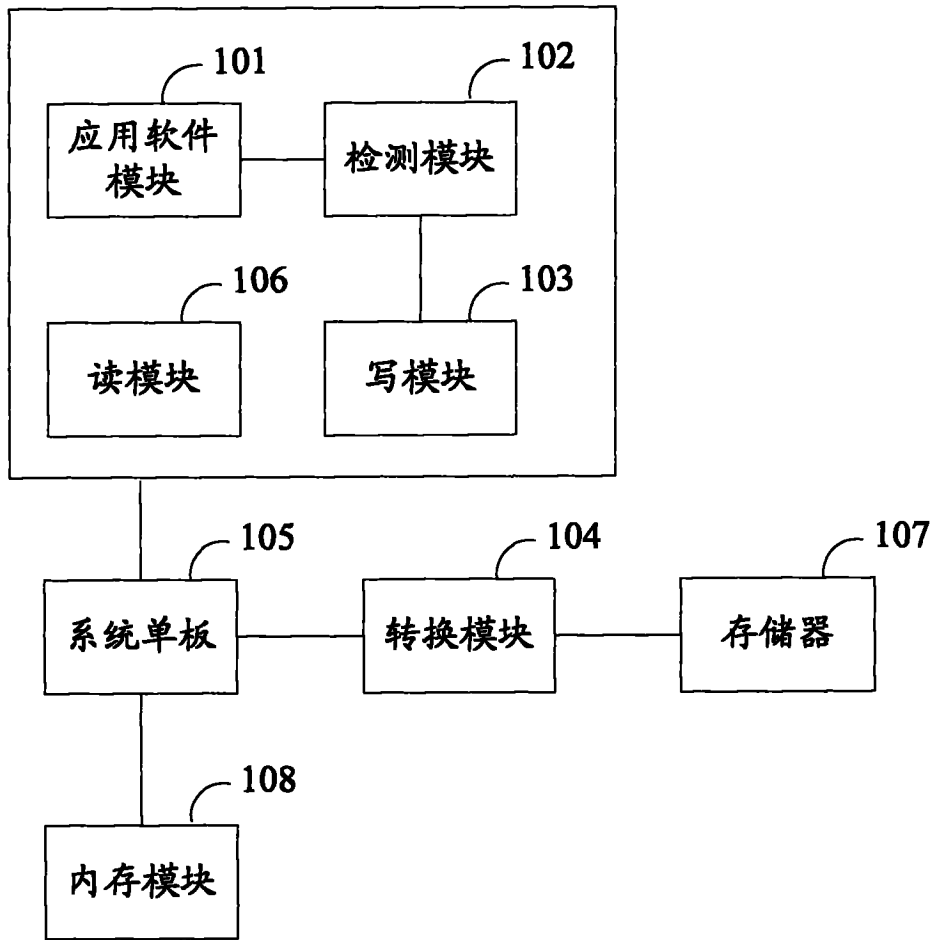 101
应用软件
模块
102
检测模块
106
读模块
103
写模块
105
系统单板
104
转换模块
107
存储器
108
内存模块